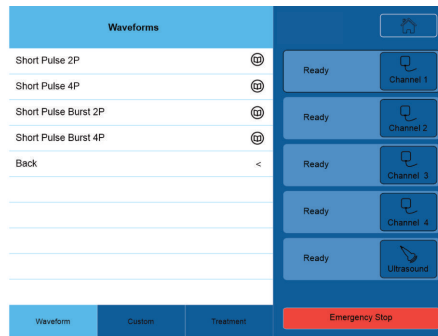 Waveforms
Short Pulse 2P
Short Pulse 4P
Short Pulse Burst 2P
Short Pulse Burst 4P
Back <
Waveform
Custom
Treatment
Ready
Channel 1
Ready
Channel 2
Ready
Channel 3
Ready
Channel 4
Ready
Ultrasound
Emergency Stop